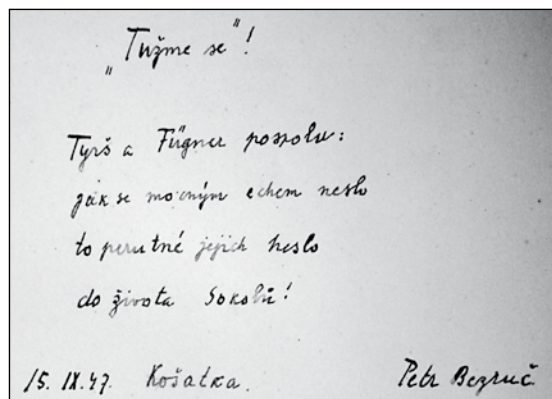 „Tužme se“!
Tyrš a Fügner pospolu:
jak se mocným echem neslo
to perutné jejich heslo
do života Sokolů!
15. IX. 47. Košatka. Petr Bezruč